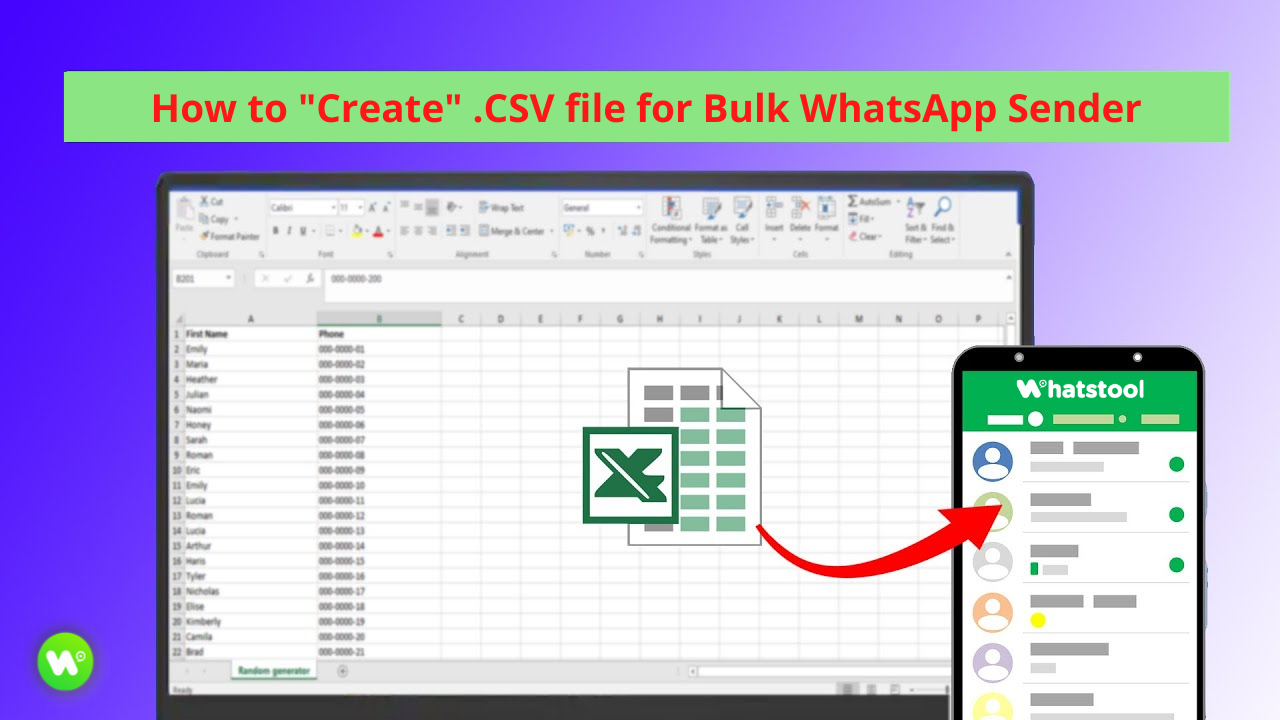 How to "Create" .CSV file for Bulk WhatsApp Sender
Cut
Copy
Format Painter
Paste
Clipboard
Calibri
11
B I U
Font
Wrap Text
Merge & Center
Alignment
General
Number
Conditional Formatting
Format as Table
Cell Styles
Styles
Insert
Delete
Format
Cells
AutoSum
Fill
Clear
Sort & Filter
Find & Select
Editing
B201
000-0000-200
A B C D E F G H I J K L M N O P
1 First Name Phone
2 Emily 000-0000-01
3 Maria 000-0000-02
4 Heather 000-0000-03
5 Julian 000-0000-04
6 Naomi 000-0000-05
7 Honey 000-0000-06
8 Sarah 000-0000-07
9 Roman 000-0000-08
10 Eric 000-0000-09
11 Emily 000-0000-10
12 Lucia 000-0000-11
13 Roman 000-0000-12
14 Lucia 000-0000-13
15 Arthur 000-0000-14
16 Haris 000-0000-15
17 Tyler 000-0000-16
18 Nicholas 000-0000-17
19 Elise 000-0000-18
20 Kimberly 000-0000-19
21 Camila 000-0000-20
22 Brad 000-0000-21
Random generator
Ready
Whatstool